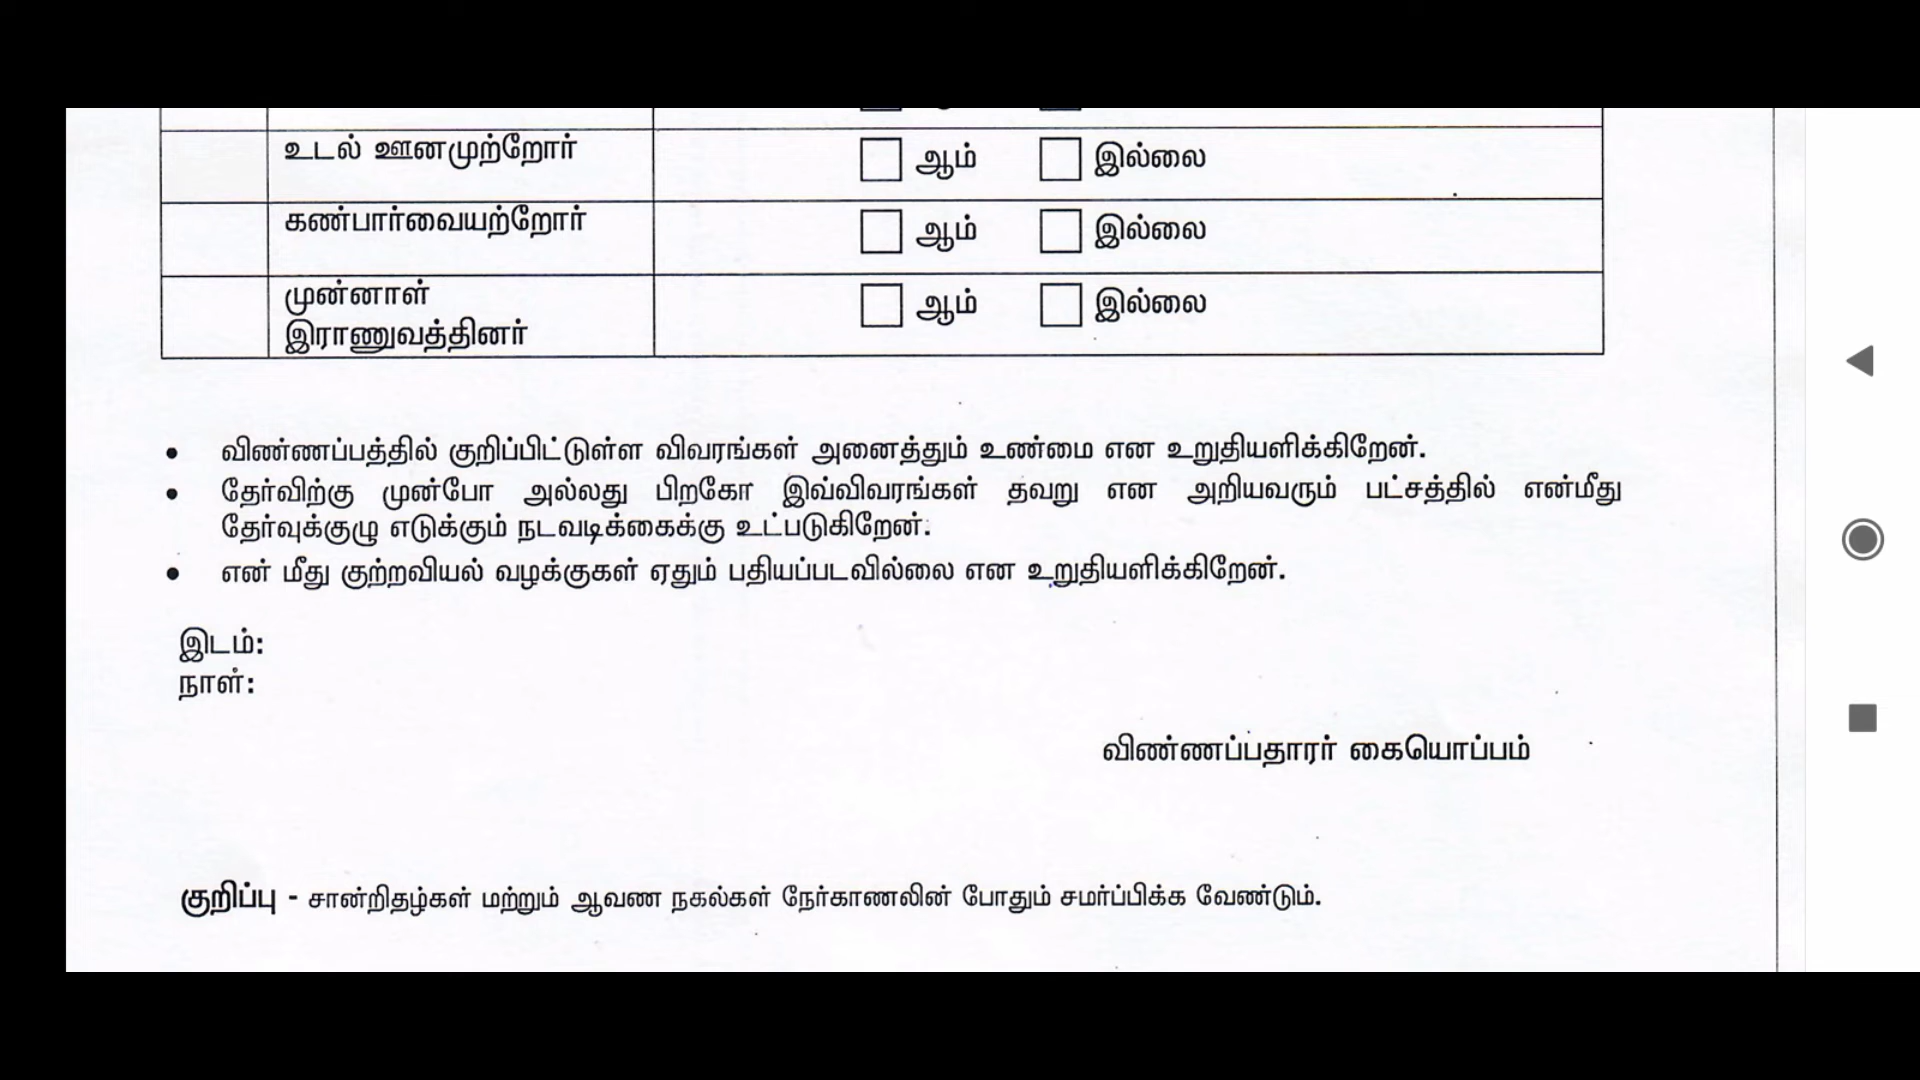 உடல் ஊனமுற்றோர் ஆம் இல்லை
கண்பார்வையற்றோர் ஆம் இல்லை
முன்னாள் ஆம் இல்லை
இராணுவத்தினர்
• விண்ணப்பத்தில் குறிப்பிட்டுள்ள விவரங்கள் அனைத்தும் உண்மை என உறுதியளிக்கிறேன்.
• தேர்விற்கு முன்போ அல்லது பிறகோ இவ்விவரங்கள் தவறு என அறியவரும் பட்சத்தில் என்மீது
தேர்வுக்குழு எடுக்கும் நடவடிக்கைக்கு உட்படுகிறேன்.
• என் மீது குற்றவியல் வழக்குகள் ஏதும் பதியப்படவில்லை என உறுதியளிக்கிறேன்.
இடம்:
நாள்:
விண்ணப்பதாரர் கையொப்பம்
குறிப்பு - சான்றிதழ்கள் மற்றும் ஆவண நகல்கள் நேர்காணலின் போதும் சமர்ப்பிக்க வேண்டும்.